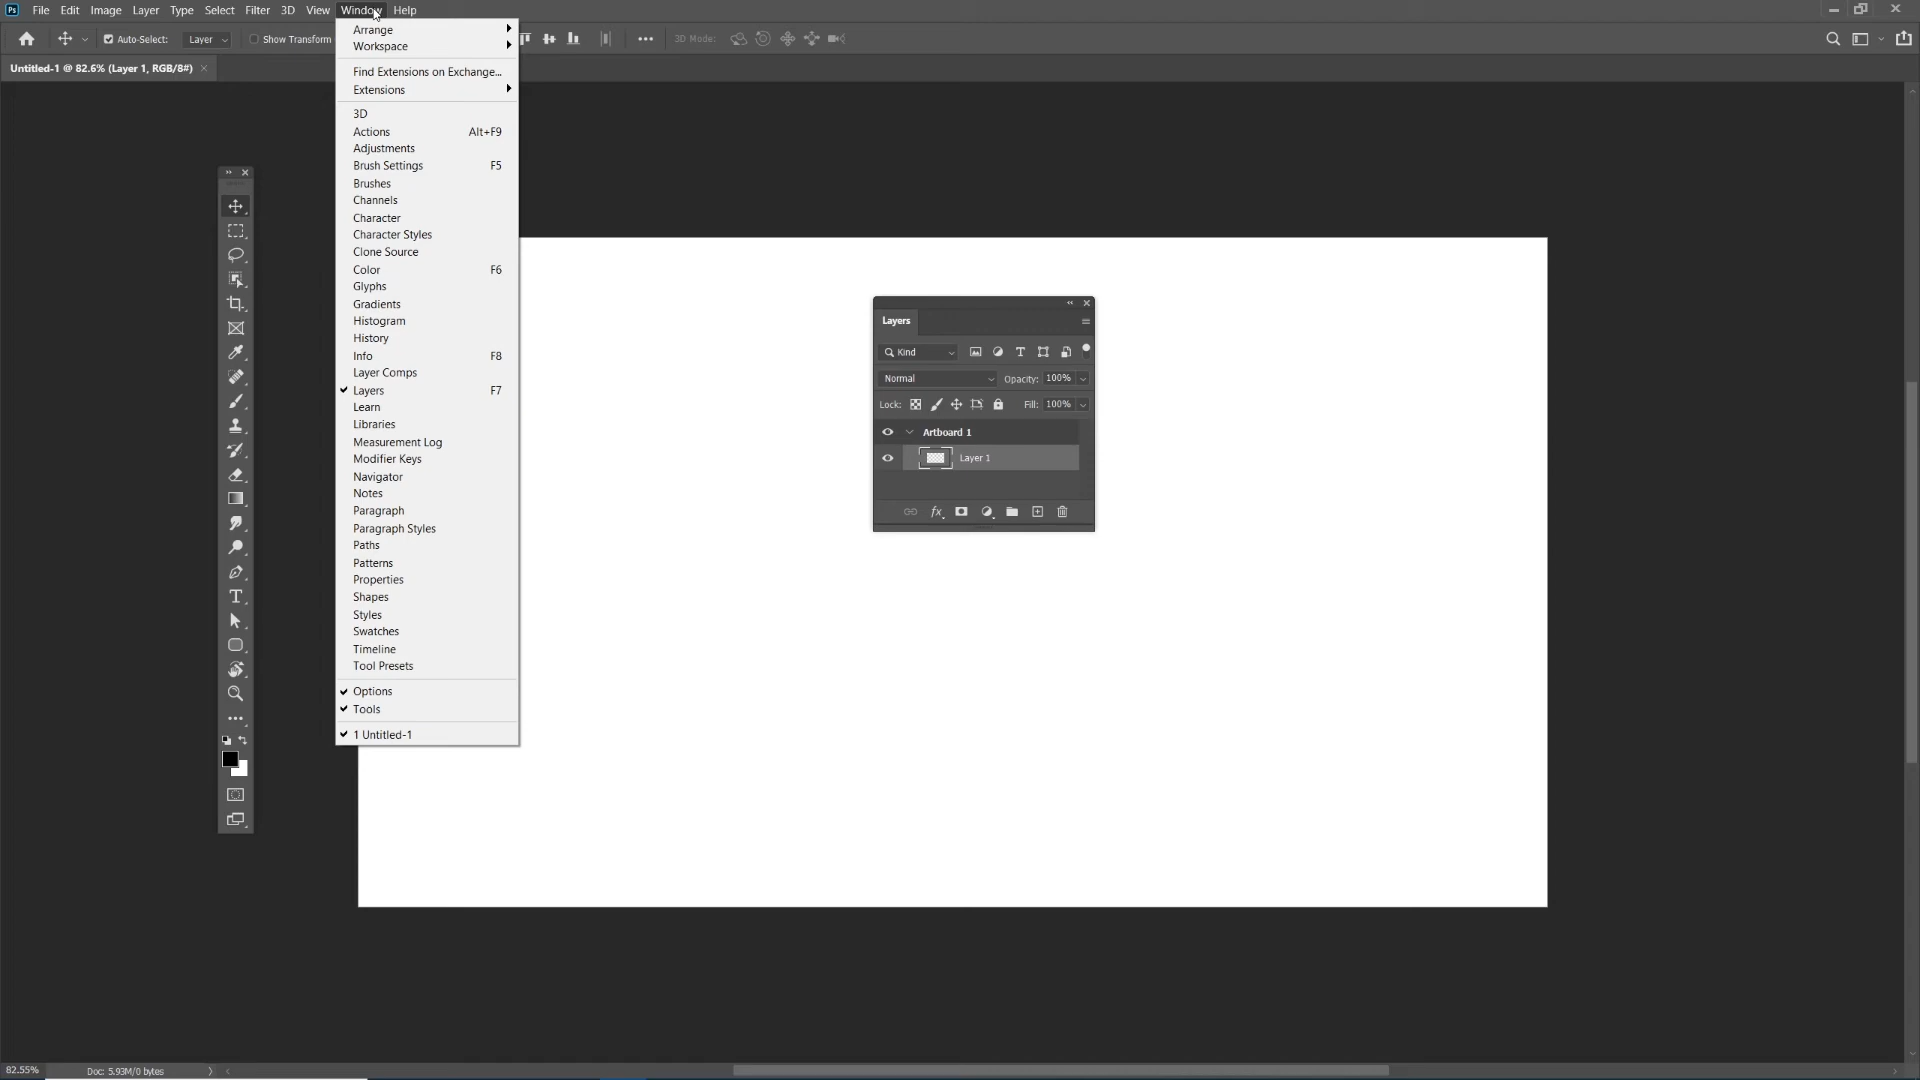 Ps File Edit Image Layer Type Select Filter 3D View Window Help
Auto-Select: Layer Show Transform 3D Mode:
Untitled-1 @ 82.6% (Layer 1, RGB/8#)
Arrange
Workspace
Find Extensions on Exchange...
Extensions
3D
Actions Alt+F9
Adjustments
Brush Settings F5
Brushes
Channels
Character
Character Styles
Clone Source
Color F6
Glyphs
Gradients
Histogram
History
Info F8
Layer Comps
Layers F7
Learn
Libraries
Measurement Log
Modifier Keys
Navigator
Notes
Paragraph
Paragraph Styles
Paths
Patterns
Properties
Shapes
Styles
Swatches
Timeline
Tool Presets
Options
Tools
1 Untitled-1
Layers
Kind
Normal Opacity: 100%
Lock: Fill: 100%
Artboard 1
Layer 1
fx
82.55% Doc: 5.93M/0 bytes